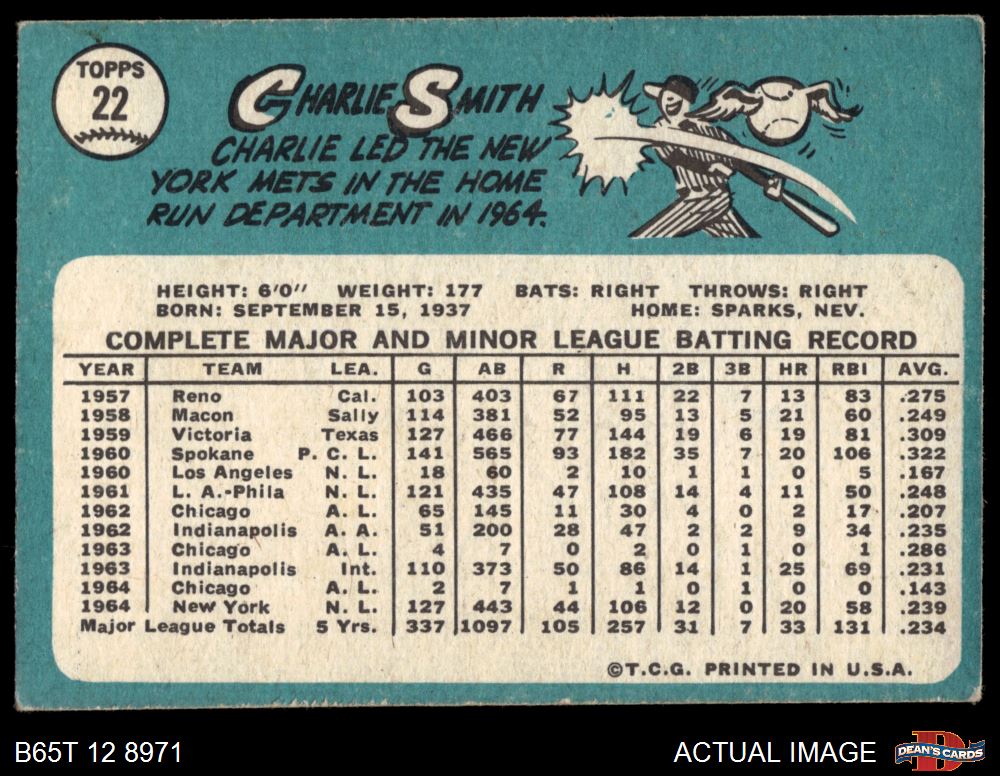 TOPPS
22
CHARLIE SMITH
CHARLIE LED THE NEW
YORK METS IN THE HOME
RUN DEPARTMENT IN 1964.
HEIGHT: 6'0" WEIGHT: 177 BATS: RIGHT THROWS: RIGHT
BORN: SEPTEMBER 15, 1937 HOME: SPARKS, NEV.
COMPLETE MAJOR AND MINOR LEAGUE BATTING RECORD
YEAR TEAM LEA. G AB R H 2B 3B HR RBI AVG.
1957 Reno Cal. 103 403 67 111 22 7 13 83 .275
1958 Macon Sally 114 381 52 95 13 5 21 60 .249
1959 Victoria Texas 127 466 77 144 19 6 19 81 .309
1960 Spokane P. C. L. 141 565 93 182 35 7 20 106 .322
1960 Los Angeles N. L. 18 60 2 10 1 1 0 5 .167
1961 L. A.-Phila N. L. 121 435 47 108 14 4 11 50 .248
1962 Chicago A. L. 65 145 11 30 4 0 2 17 .207
1962 Indianapolis A. A. 51 200 28 47 2 2 9 34 .235
1963 Chicago A. L. 4 7 0 2 0 1 0 1 .286
1963 Indianapolis Int. 110 373 50 86 14 1 25 69 .231
1964 Chicago A. L. 2 7 1 1 0 1 0 0 .143
1964 New York N. L. 127 443 44 106 12 0 20 58 .239
Major League Totals 5 Yrs. 337 1097 105 257 31 7 33 131 .234
©T.C.G. PRINTED IN U.S.A.
B65T 12 8971 ACTUAL IMAGE DEAN'S CARDS